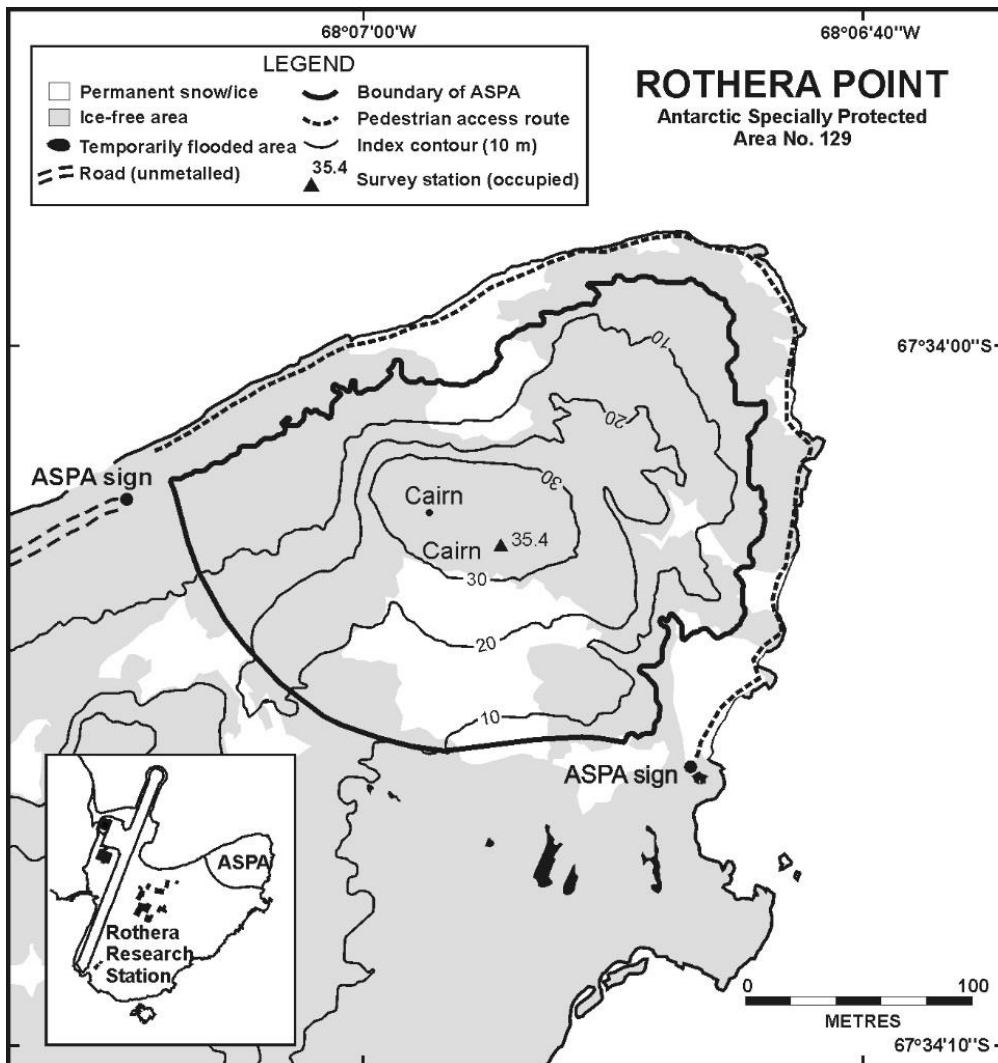 68°07'00"W
68°06'40"W
LEGEND
Permanent snow/ice
Ice-free area
Temporarily flooded area
Road (unmetalled)
Boundary of ASPA
Pedestrian access route
Index contour (10 m)
35.4
Survey station (occupied)
ROTHERA POINT
Antarctic Specially Protected
Area No. 129
67°34'00"S
10
20
30
ASPA sign
Cairn
Cairn
35.4
30
20
10
ASPA sign
ASPA
Rothera
Research
Station
0
100
METRES
67°34'10"S